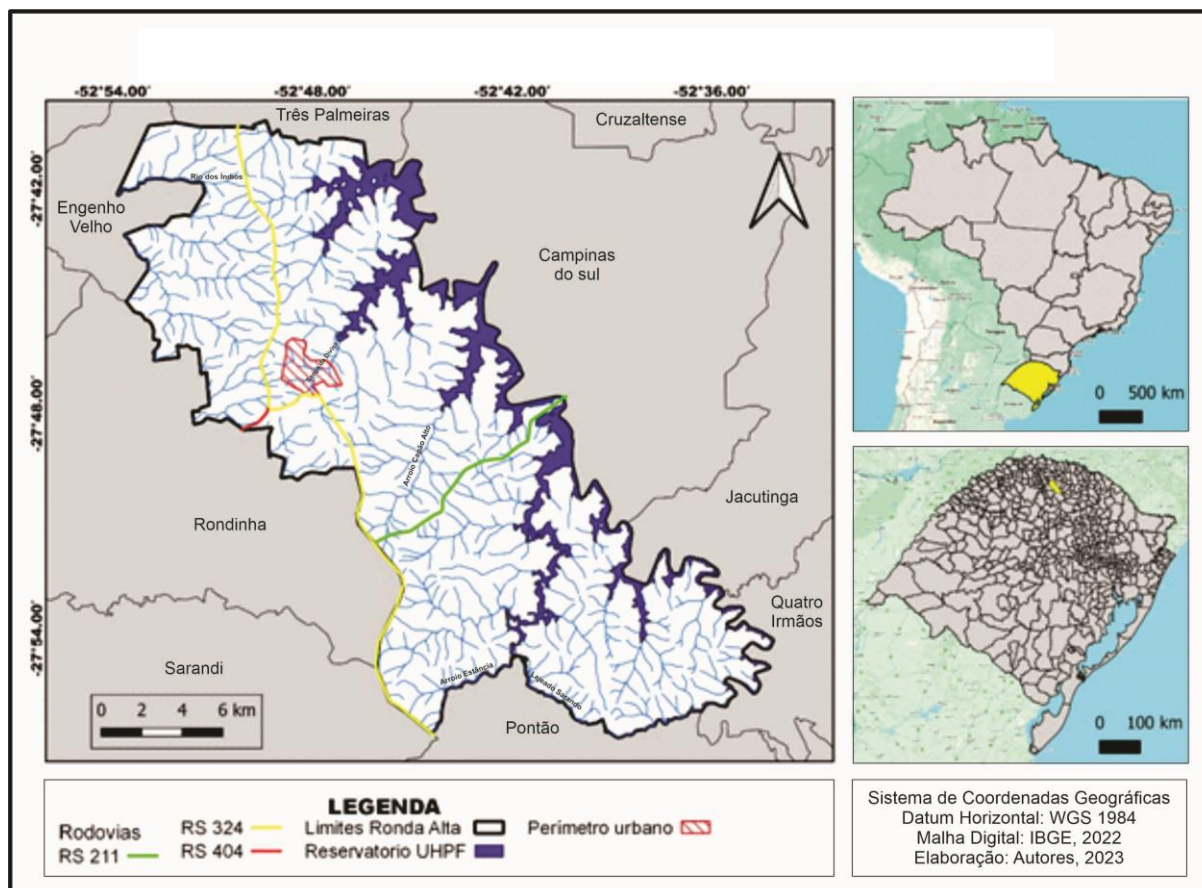 -52°54.00'
-52°48.00'
-52°42.00'
-52°36.00'
-27°42.00'
-27°48.00'
-27°54.00'
Três Palmeiras
Cruzaltense
Rio dos Índios
Engenho
Velho
Campinas
do sul
Arroio Capão Alto
Rondinha
Jacutinga
Quatro
Irmãos
Sarandi
Arroio Estância
Lajeado Sarando
Pontão
0 2 4 6 km
0 500 km
0 100 km
LEGENDA
Rodovias
RS 211
RS 324
RS 404
Limites Ronda Alta
Reservatorio UHPF
Perimetro urbano
Sistema de Coordenadas Geográficas
Datum Horizontal: WGS 1984
Malha Digital: IBGE, 2022
Elaboração: Autores, 2023